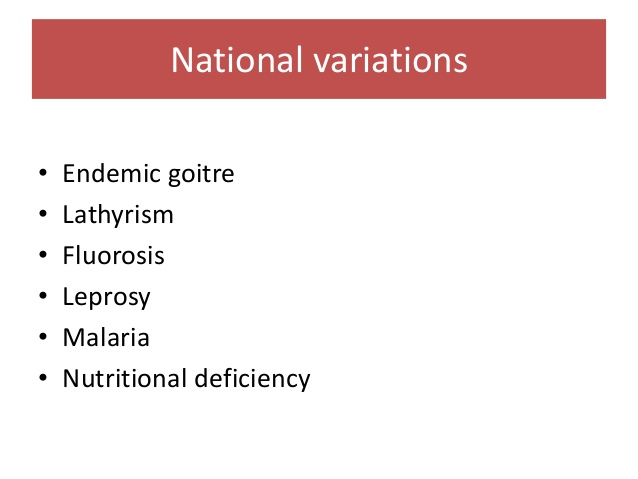 National variations
• Endemic goitre
• Lathyrism
• Fluorosis
• Leprosy
• Malaria
• Nutritional deficiency